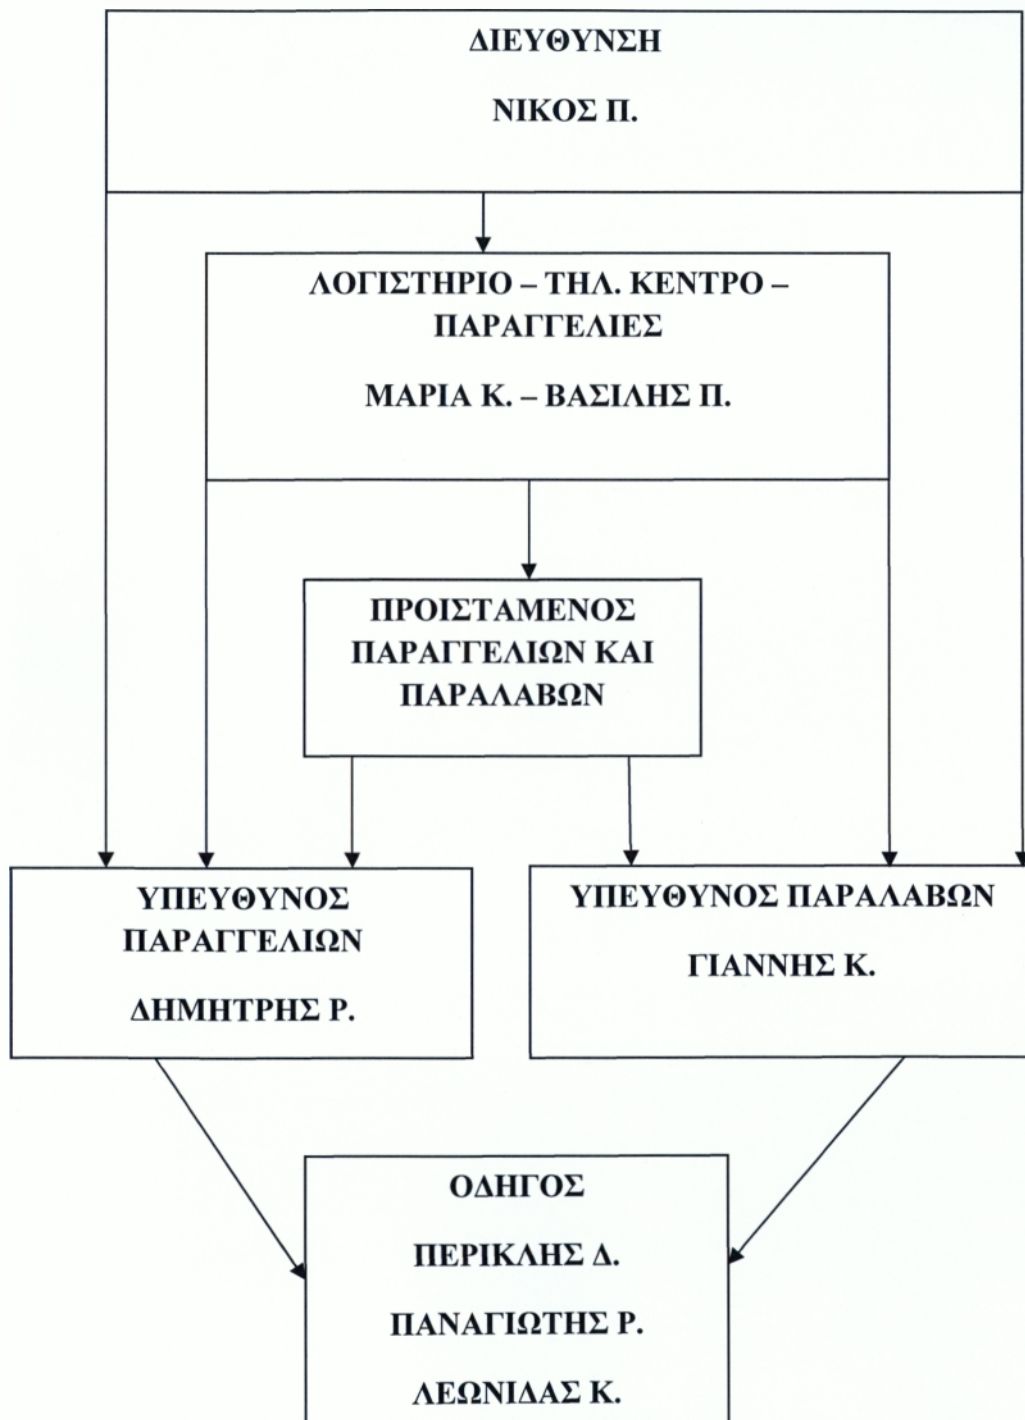 ΔΙΕΥΘΥΝΣΗ
ΝΙΚΟΣ Π.
ΛΟΓΙΣΤΗΡΙΟ – ΤΗΛ. ΚΕΝΤΡΟ –
ΠΑΡΑΓΓΕΛΙΕΣ
ΜΑΡΙΑ Κ. – ΒΑΣΙΛΗΣ Π.
ΠΡΟΙΣΤΑΜΕΝΟΣ
ΠΑΡΑΓΓΕΛΙΩΝ ΚΑΙ
ΠΑΡΑΛΑΒΩΝ
ΥΠΕΥΘΥΝΟΣ
ΠΑΡΑΓΓΕΛΙΩΝ
ΔΗΜΗΤΡΗΣ Ρ.
ΥΠΕΥΘΥΝΟΣ ΠΑΡΑΛΑΒΩΝ
ΓΙΑΝΝΗΣ Κ.
ΟΔΗΓΟΣ
ΠΕΡΙΚΛΗΣ Δ.
ΠΑΝΑΓΙΩΤΗΣ Ρ.
ΛΕΩΝΙΔΑΣ Κ.